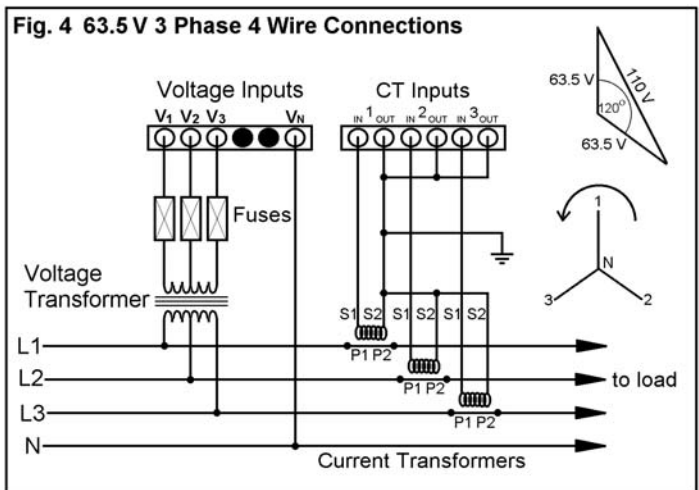 Fig. 4 63.5 V 3 Phase 4 Wire Connections
Voltage Inputs
CT Inputs
V1 V2 V3 VN
IN 1 OUT IN 2 OUT IN 3 OUT
63.5 V
110 V
120°
63.5 V
Fuses
1
N
3
2
Voltage
Transformer
S1 S2 S1 S2 S1 S2
L1
P1 P2
L2
P1 P2
to load
L3
P1 P2
N
Current Transformers